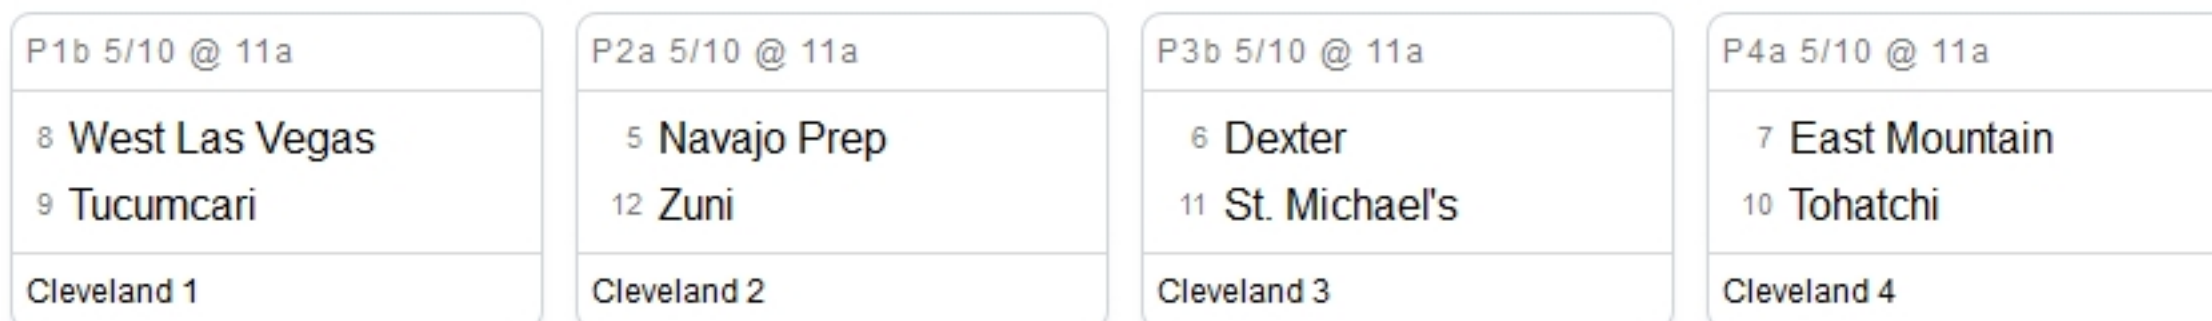 P1b 5/10 @ 11a
8 West Las Vegas
9 Tucumcari
Cleveland 1
P2a 5/10 @ 11a
5 Navajo Prep
12 Zuni
Cleveland 2
P3b 5/10 @ 11a
6 Dexter
11 St. Michael's
Cleveland 3
P4a 5/10 @ 11a
7 East Mountain
10 Tohatchi
Cleveland 4